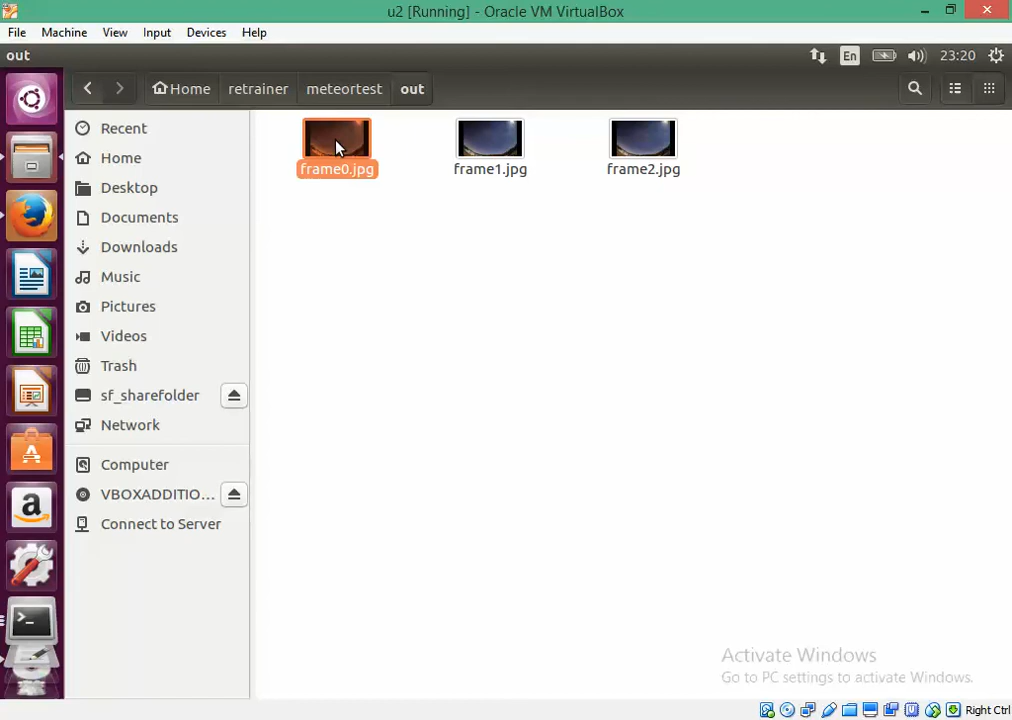 u2 [Running] - Oracle VM VirtualBox
File Machine View Input Devices Help
out
En
23:20
Home retrainer meteortest out
Recent
Home
Desktop
Documents
Downloads
Music
Pictures
Videos
Trash
sf_sharefolder
Network
Computer
VBOXADDITIO...
Connect to Server
frame0.jpg frame1.jpg frame2.jpg
a
Activate Windows
Go to PC settings to activate Windows.
Right Ctrl